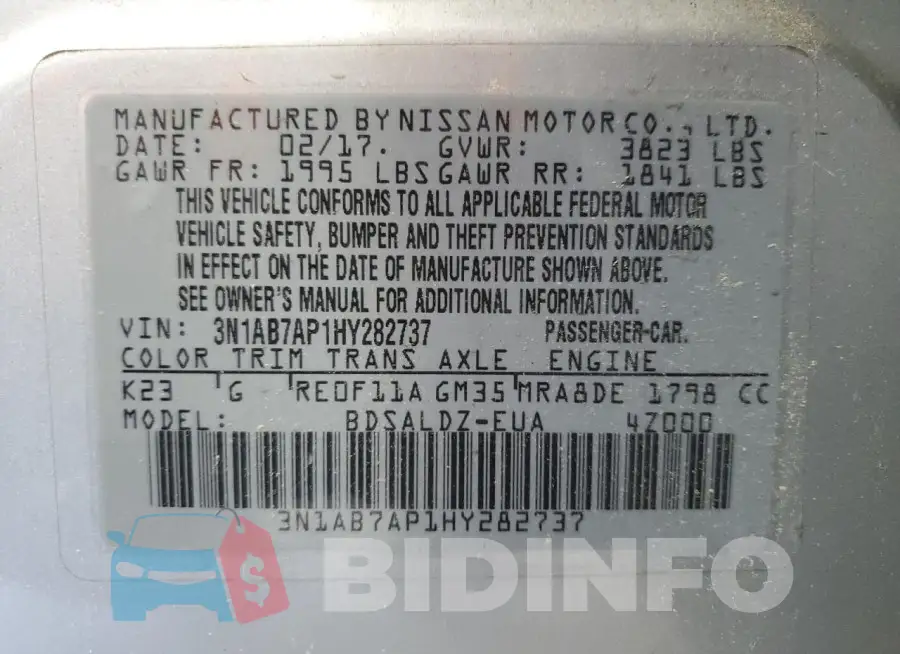 MANUFACTURED BY NISSAN MOTOR CO., LTD.
DATE: 02/17. GVWR: 3823 LBS
GAWR FR: 1995 LBS GAWR RR: 1841 LBS
THIS VEHICLE CONFORMS TO ALL APPLICABLE FEDERAL MOTOR
VEHICLE SAFETY, BUMPER AND THEFT PREVENTION STANDARDS
IN EFFECT ON THE DATE OF MANUFACTURE SHOWN ABOVE.
SEE OWNER'S MANUAL FOR ADDITIONAL INFORMATION.
VIN: 3N1AB7AP1HY282737 PASSENGER-CAR.
COLOR TRIM TRANS AXLE ENGINE
K23 G RE0F11A GM35 MRA8DE 1798 CC
MODEL: BDSALDZ-EUA 4Z000
3N1AB7AP1HY282737
$ BIDINFO